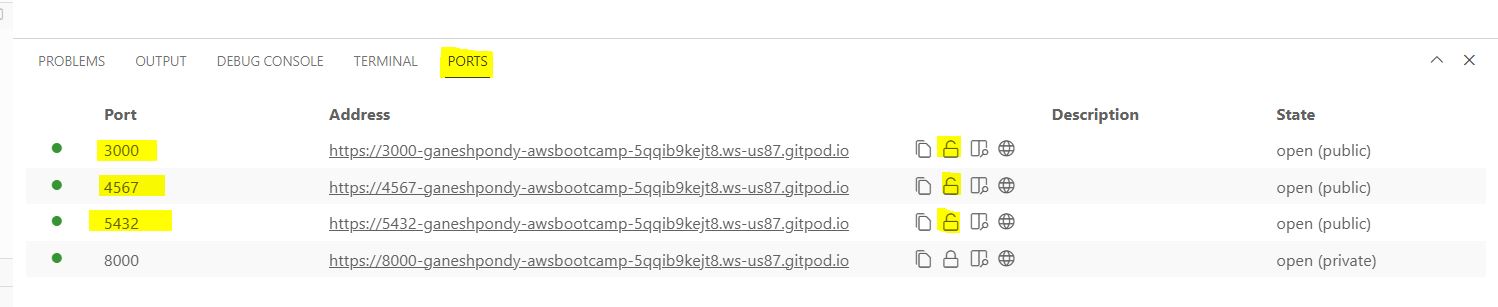 PROBLEMS OUTPUT DEBUG CONSOLE TERMINAL PORTS
Port Address Description State
3000 https://3000-ganeshpondy-awsbootcamp-5qqib9kejt8.ws-us87.gitpod.io open (public)
4567 https://4567-ganeshpondy-awsbootcamp-5qqib9kejt8.ws-us87.gitpod.io open (public)
5432 https://5432-ganeshpondy-awsbootcamp-5qqib9kejt8.ws-us87.gitpod.io open (public)
8000 https://8000-ganeshpondy-awsbootcamp-5qqib9kejt8.ws-us87.gitpod.io open (private)